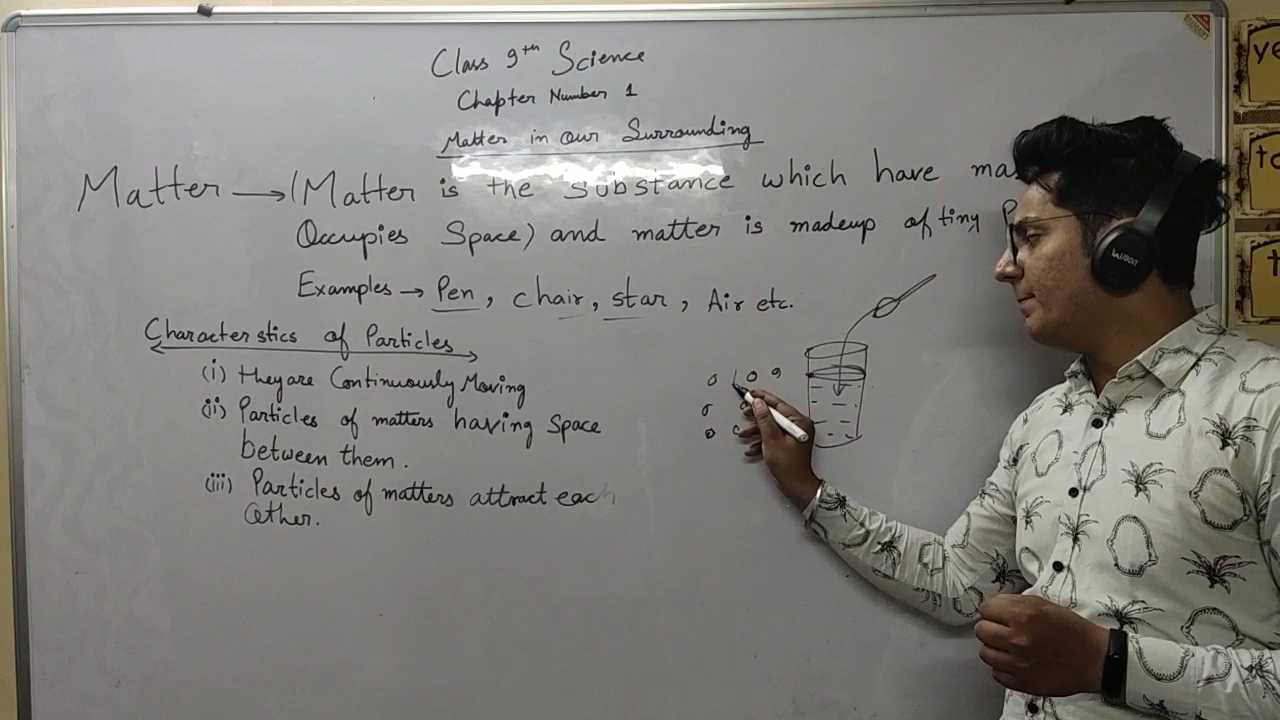 Class 9th Science
Chapter Number 1
Matter in our Surrounding
Matter → (Matter is the substance which have ma
Occupies Space) and matter is madeup of tiny P
Examples → Pen, chair, star, Air etc.
Characterstics of Particles
(i) they are Continuously Moving
(ii) Particles of matters having Space
between them.
(iii) Particles of matters attract each
Other.
ye
to
t